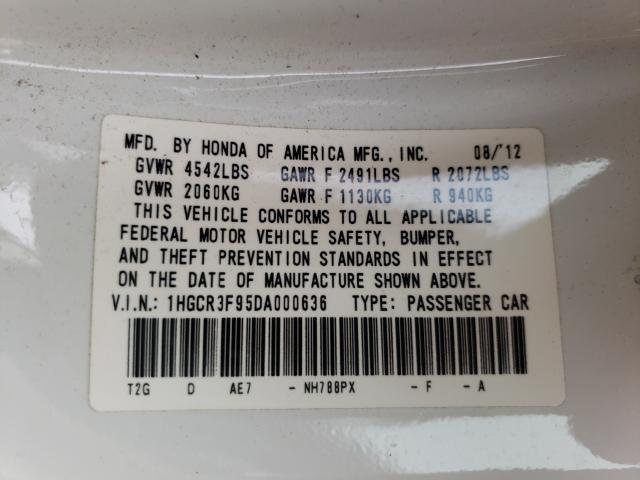 MFD. BY HONDA OF AMERICA MFG., INC. 08/'12
GVWR 4542LBS GAWR F 2491LBS R 2072LBS
GVWR 2060KG GAWR F 1130KG R 940KG
THIS VEHICLE CONFORMS TO ALL APPLICABLE
FEDERAL MOTOR VEHICLE SAFETY, BUMPER,
AND THEFT PREVENTION STANDARDS IN EFFECT
ON THE DATE OF MANUFACTURE SHOWN ABOVE.
V.I.N.: 1HGCR3F95DA000636 TYPE: PASSENGER CAR
T2G D AE7 - NH788PX - F - A